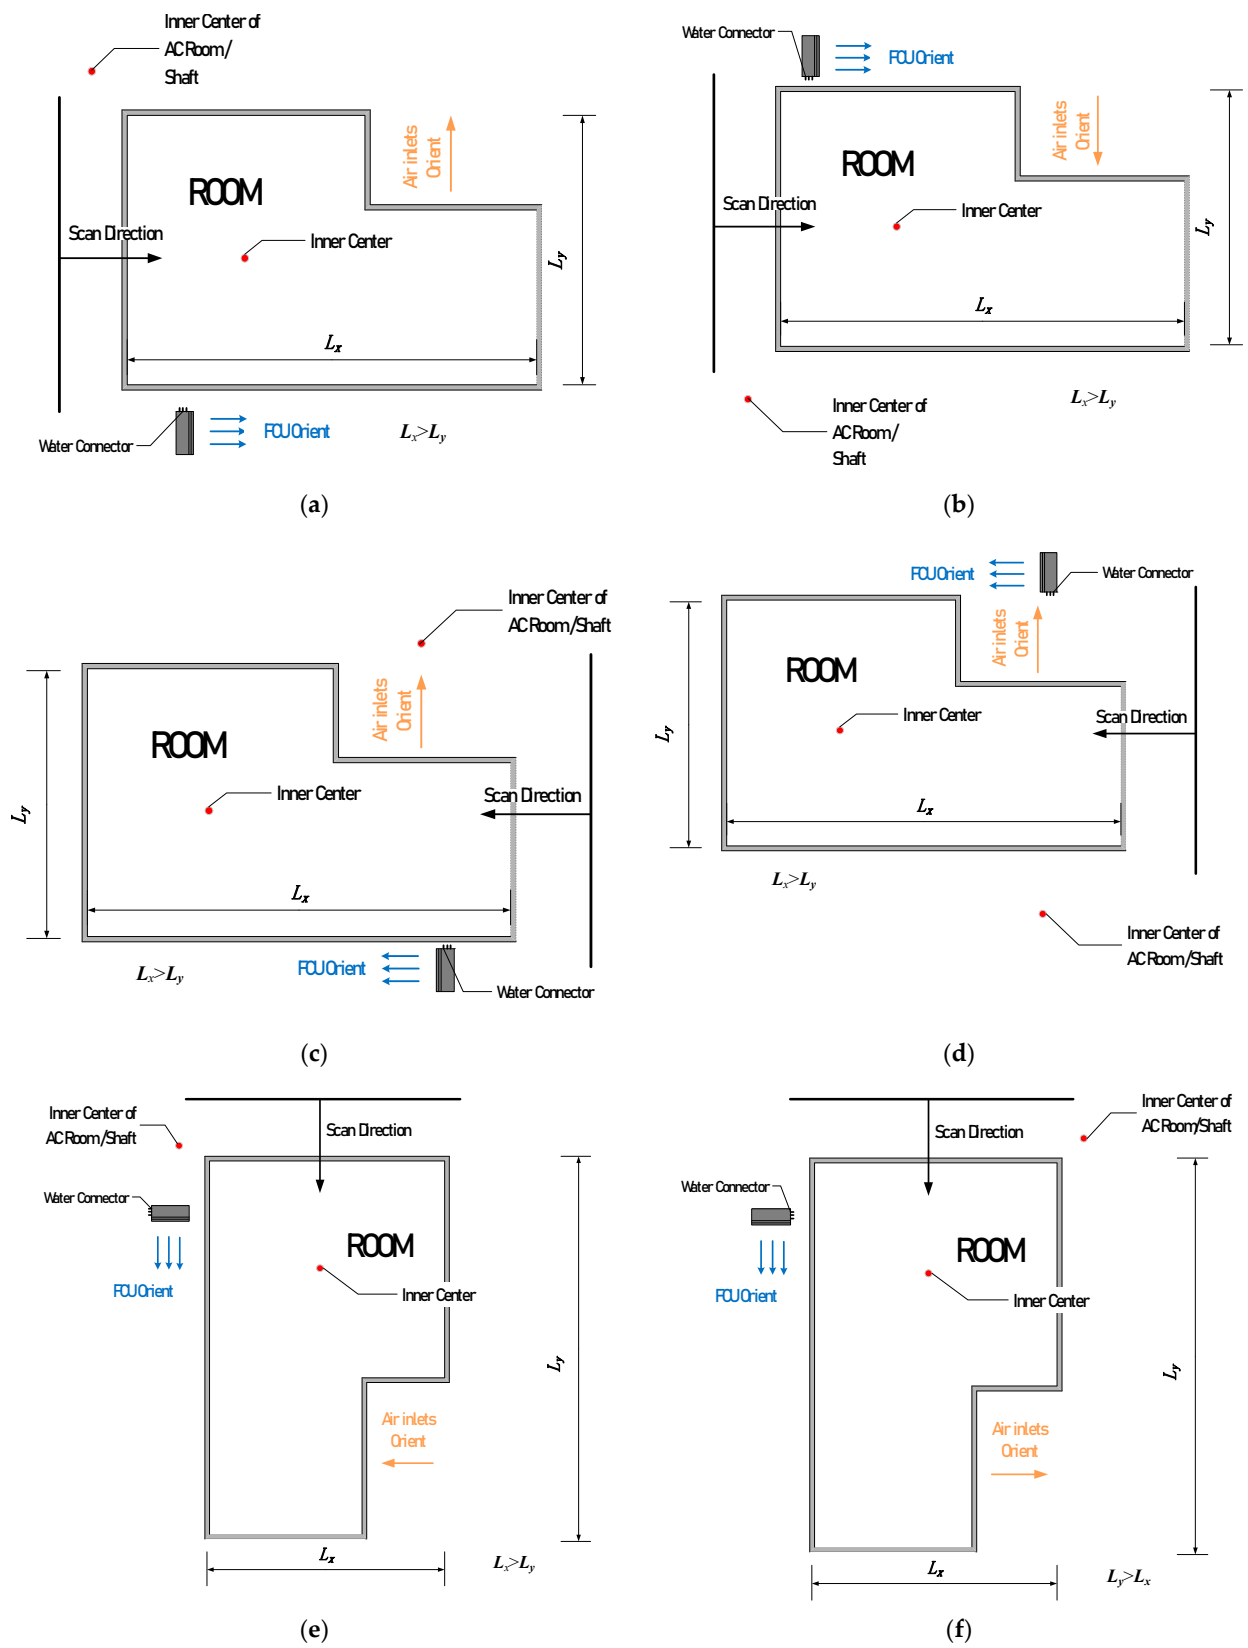 Inner Center of
AC Room/
Shaft
Air inlets
Orient
ROOM
Scan Direction
Inner Center
Ly
Lx
Water Connector
FCU Orient
Lx>Ly
(a)
Water Connector
FCU Orient
Air inlets
Orient
ROOM
Scan Direction
Inner Center
Ly
Lx
Inner Center of
AC Room/
Shaft
Lx>Ly
(b)
Inner Center of
AC Room/Shaft
Air inlets
Orient
ROOM
Inner Center
Scan Direction
Ly
Lx
Lx>Ly
FCU Orient
Water Connector
(c)
FCU Orient
Water Connector
Air inlets
Orient
ROOM
Inner Center
Scan Direction
Ly
Lx
Lx>Ly
Inner Center of
AC Room/Shaft
(d)
Inner Center of
AC Room/Shaft
Scan Direction
Water Connector
ROOM
FCU Orient
Inner Center
Ly
Air inlets
Orient
Lx
Lx>Ly
(e)
Inner Center of
AC Room/Shaft
Scan Direction
Water Connector
ROOM
FCU Orient
Inner Center
Ly
Air inlets
Orient
Lx
Ly>Lx
(f)